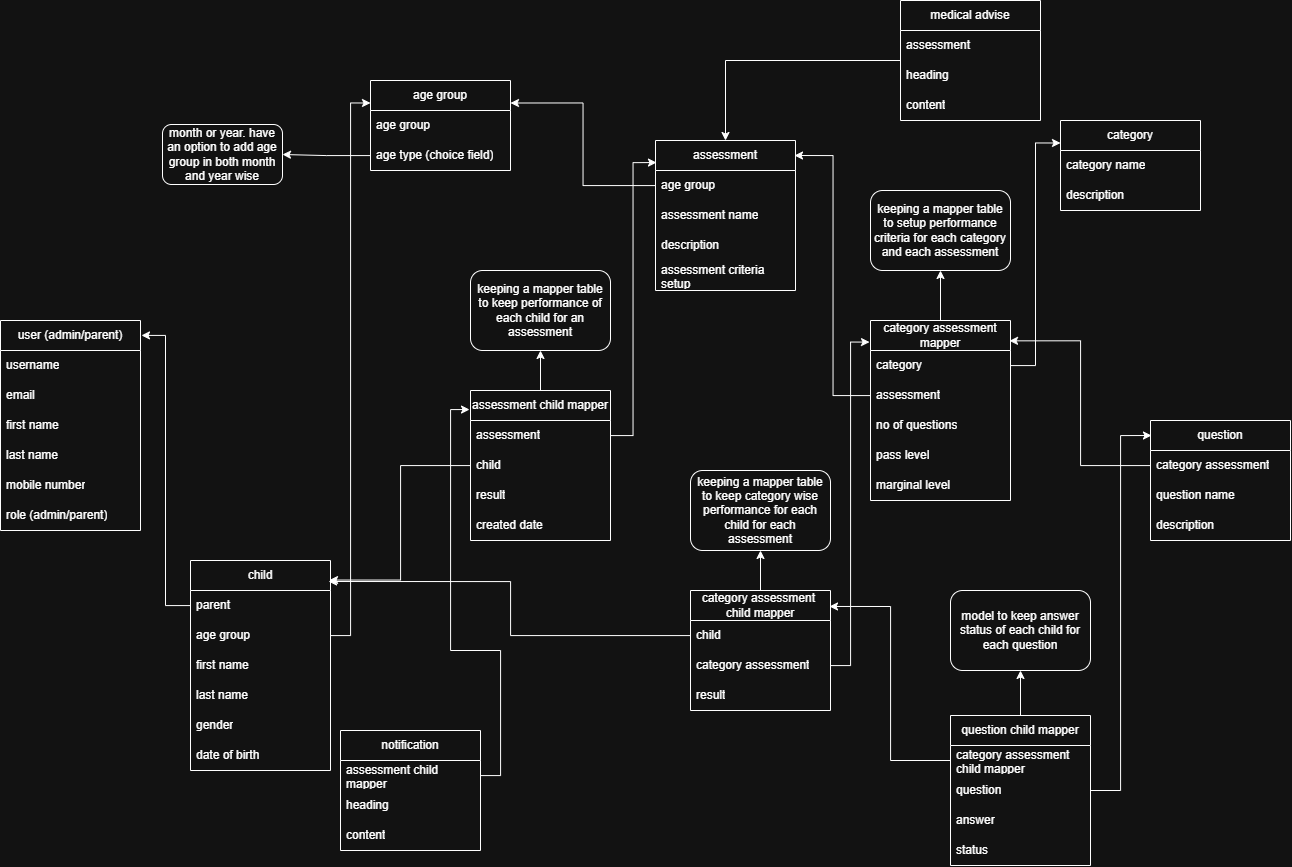 medical advise
assessment
heading
content
age group
age group
age type (choice field)
month or year. have
an option to add age
group in both month
and year wise
assessment
age group
assessment name
description
assessment criteria
setup
category
category name
description
keeping a mapper table
to setup performance
criteria for each category
and each assessment
keeping a mapper table
to keep performance of
each child for an
assessment
user (admin/parent)
username
email
first name
last name
mobile number
role (admin/parent)
category assessment
mapper
category
assessment
no of questions
pass level
marginal level
assessment child mapper
assessment
child
result
created date
question
category assessment
question name
description
keeping a mapper table
to keep category wise
performance for each
child for each
assessment
child
parent
age group
first name
last name
gender
date of birth
category assessment
child mapper
child
category assessment
result
model to keep answer
status of each child for
each question
notification
assessment child
mapper
heading
content
question child mapper
category assessment
child mapper
question
answer
status